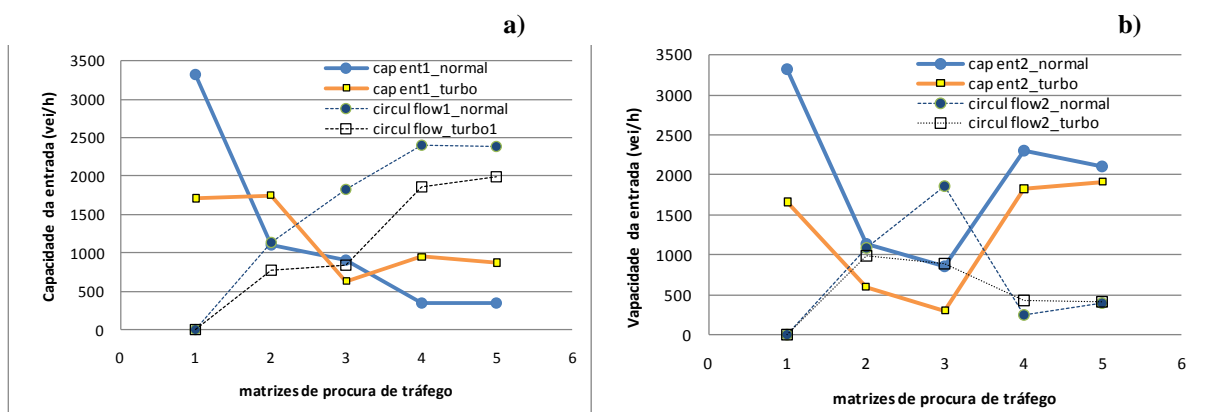 a)
Capacidade da entrada (vei/h)
3500
3000
2500
2000
1500
1000
500
0
cap ent1_normal
cap ent1_turbo
circul flow1_normal
circul flow_turbo1
0 1 2 3 4 5 6
matrizes de procura de tráfego
b)
Vapacidade da entrada (vei/h)
3500
3000
2500
2000
1500
1000
500
0
cap ent2_normal
cap ent2_turbo
circul flow2_normal
circul flow2_turbo
0 1 2 3 4 5 6
matrizes de procura de tráfego